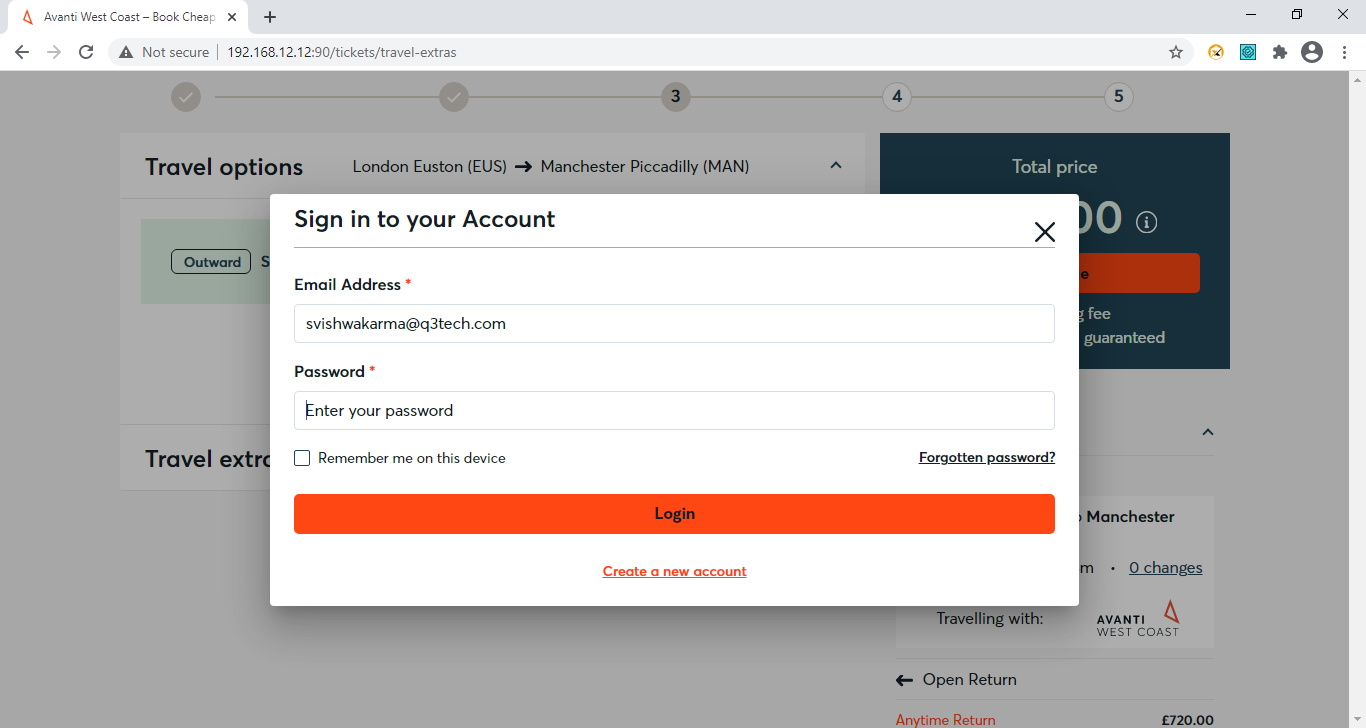 Avanti West Coast – Book Cheap
Not secure
192.168.12.12:90/tickets/travel-extras
3
4
5
Travel options
London Euston (EUS) → Manchester Piccadilly (MAN)
Total price
00
Outward
Sign in to your Account
Email Address *
svishwakarma@q3tech.com
Password *
Enter your password
Remember me on this device
Forgotten password?
Login
Create a new account
fee
guaranteed
Travel
Manchester
0 changes
Travelling with:
AVANTI
WEST COAST
← Open Return
Anytime Return
£720.00